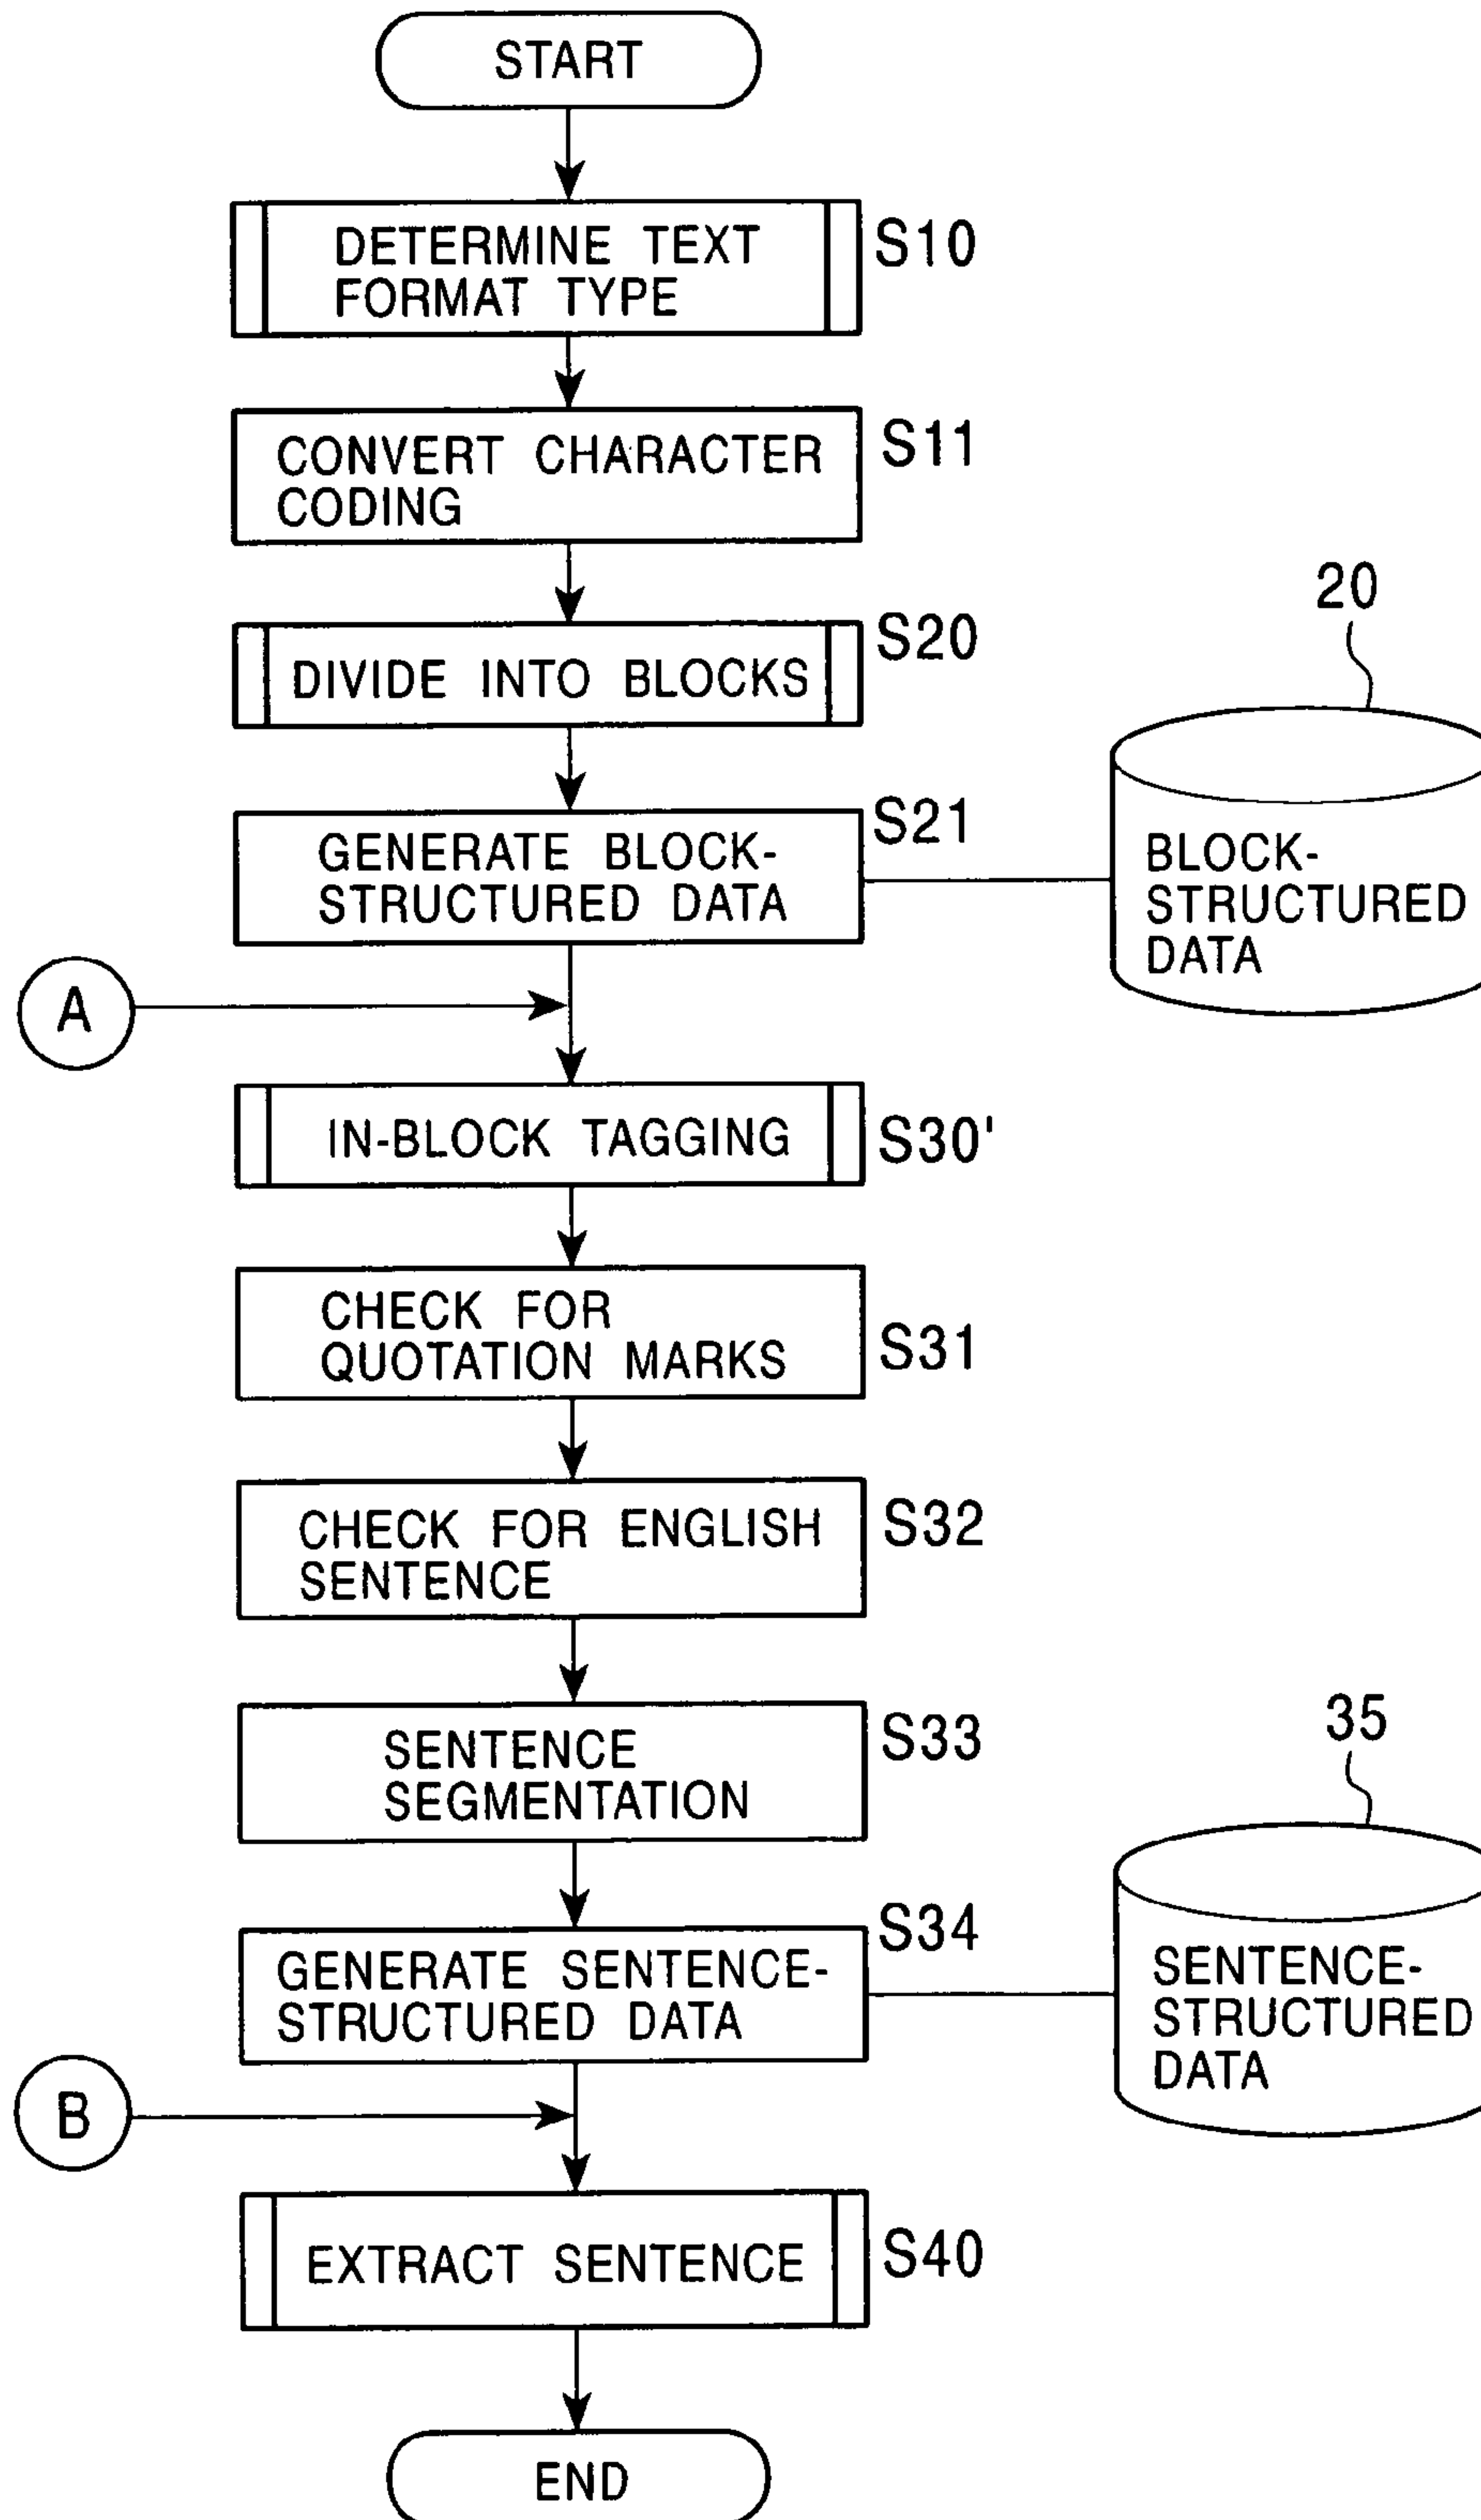 START
DETERMINE TEXT
FORMAT TYPE
S10
CONVERT CHARACTER
CODING
S11
DIVIDE INTO BLOCKS
S20
20
GENERATE BLOCK-
STRUCTURED DATA
S21
BLOCK-
STRUCTURED
DATA
A
IN-BLOCK TAGGING
S30'
CHECK FOR
QUOTATION MARKS
S31
CHECK FOR ENGLISH
SENTENCE
S32
SENTENCE
SEGMENTATION
S33
35
GENERATE SENTENCE-
STRUCTURED DATA
S34
SENTENCE-
STRUCTURED
DATA
B
EXTRACT SENTENCE
S40
END